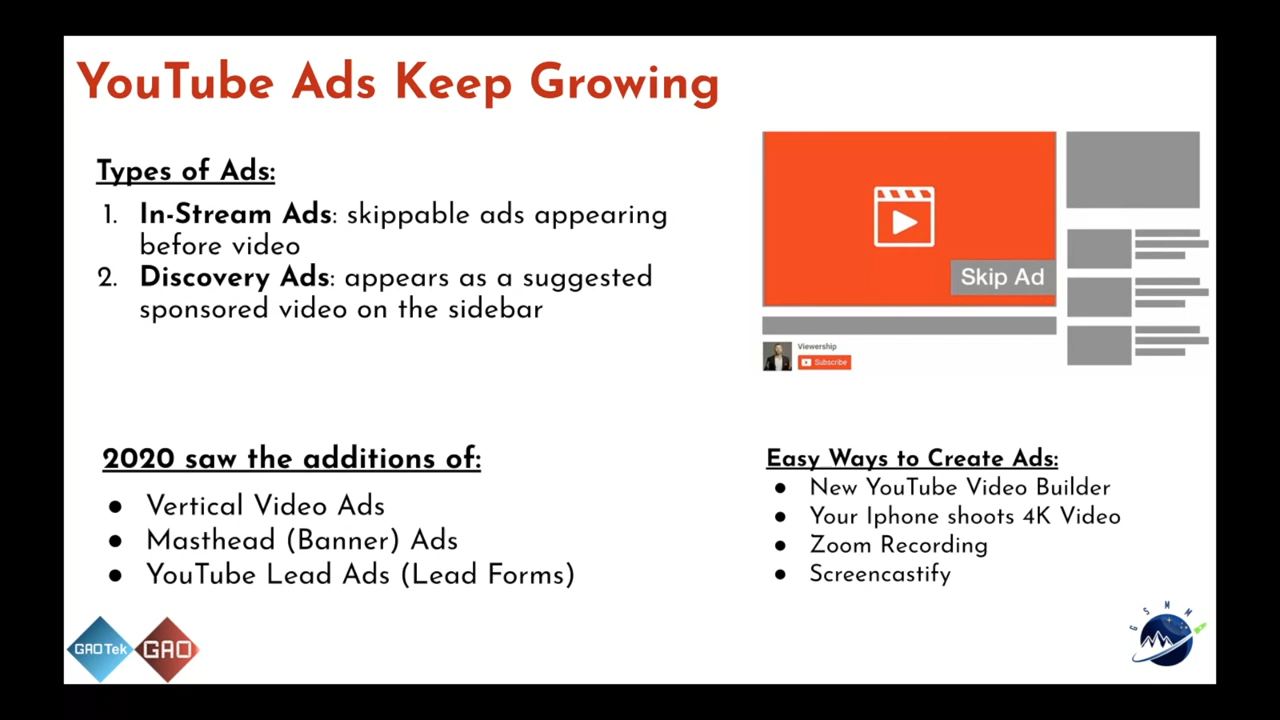 YouTube Ads Keep Growing
Types of Ads:
1. In-Stream Ads: skippable ads appearing
before video
2. Discovery Ads: appears as a suggested
sponsored video on the sidebar
Skip Ad
Viewership
Subscribe
2020 saw the additions of:
● Vertical Video Ads
● Masthead (Banner) Ads
● YouTube Lead Ads (Lead Forms)
Easy Ways to Create Ads:
● New YouTube Video Builder
● Your Iphone shoots 4K Video
● Zoom Recording
● Screencastify
GAOTek GAO
GSMM